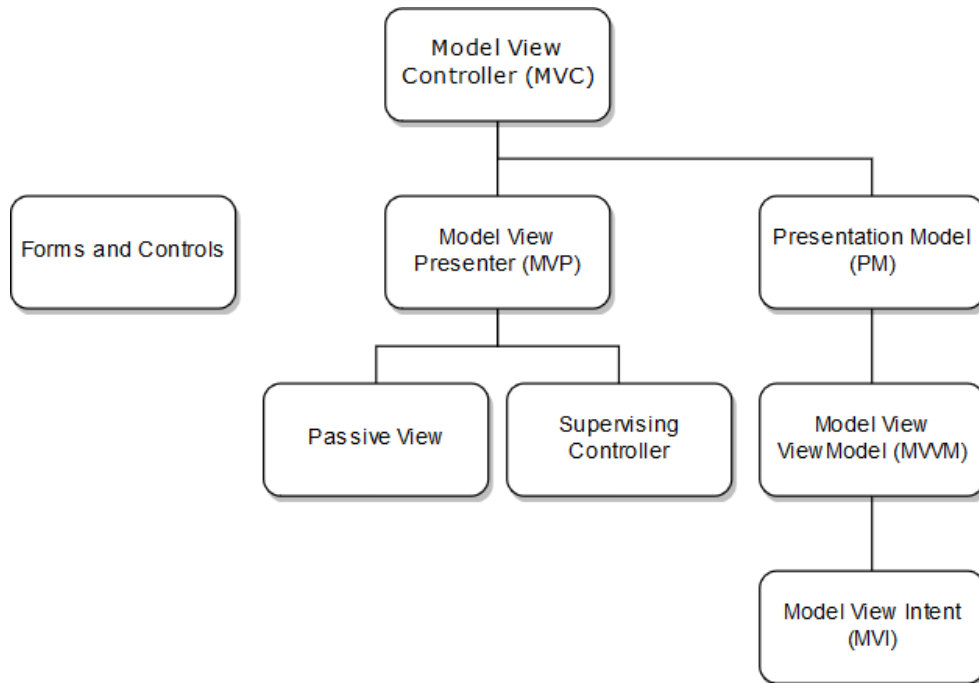 Model View
Controller (MVC)
Forms and Controls
Model View
Presenter (MVP)
Presentation Model
(PM)
Passive View
Supervising
Controller
Model View
ViewModel (MVVM)
Model View Intent
(MVI)